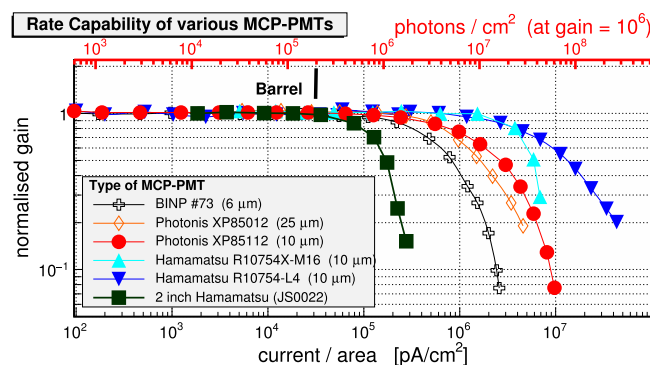 Rate Capability of various MCP-PMTs
photons / cm² (at gain = 10⁶)
10³ 10⁴ 10⁵ 10⁶ 10⁷ 10⁸
Barrel
normalised gain
1
10⁻¹
Type of MCP-PMT
BINP #73 (6 μm)
Photonis XP85012 (25 μm)
Photonis XP85112 (10 μm)
Hamamatsu R10754X-M16 (10 μm)
Hamamatsu R10754-L4 (10 μm)
2 inch Hamamatsu (JS0022)
10² 10³ 10⁴ 10⁵ 10⁶ 10⁷
current / area [pA/cm²]